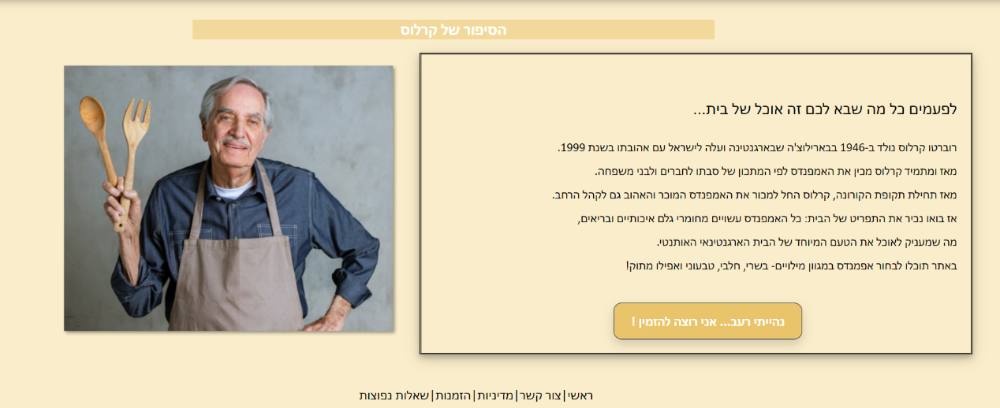 הסיפור של קרלוס
לפעמים כל מה שבא לכם זה אוכל של בית...
רוברטו קרלוס נולד ב-1946 בבארילוצ'ה שבארגנטינה ועלה לישראל עם אהובתו בשנת 1999.
מאז ומתמיד קרלוס מכין את האמפנדס לפי המתכון של סבתו לחברים ולבני משפחה.
מאז תחילת תקופת הקורונה, קרלוס החל למכור את האמפנדס המוכר והאהוב גם לקהל הרחב.
אז בואו נכיר את התפריט של הבית: כל האמפנדס עשויים מחומרי גלם איכותיים ובריאים,
מה שמעניק לאוכל את הטעם המיוחד של הבית הארגנטינאי האותנטי.
באתר תוכלו לבחור אפמנדס במגוון מילויים- בשרי, חלבי, טבעוני ואפילו מתוק!
נהייתי רעב... אני רוצה להזמין !
ראשי|צור קשר|מדיניות|הזמנות|שאלות נפוצות